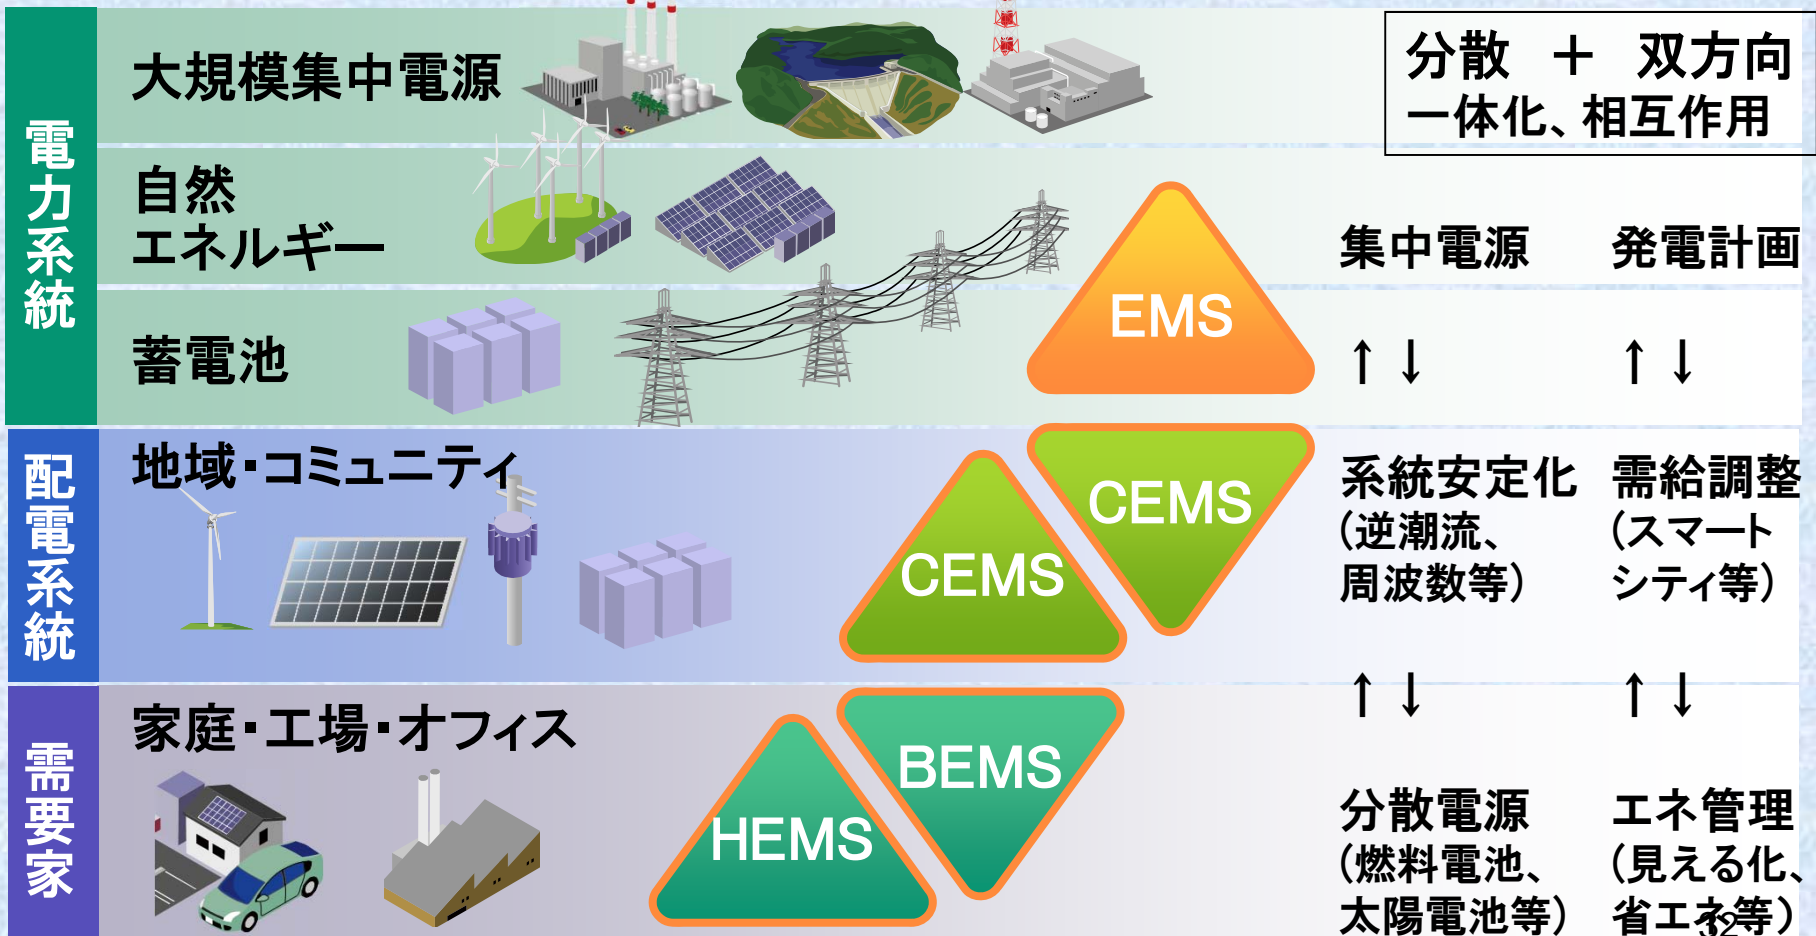 電力系統
大規模集中電源
分散 ＋ 双方向
一体化、相互作用
自然
エネルギー
蓄電池
EMS
集中電源 発電計画
↑ ↓ ↑ ↓
配電系統
地域・コミュニティ
CEMS
CEMS
系統安定化 需給調整
(逆潮流、 (スマート
周波数等) シティ等)
↑ ↓ ↑ ↓
需要家
家庭・工場・オフィス
BEMS
HEMS
分散電源 エネ管理
(燃料電池、 (見える化、
太陽電池等) 省エネ等)
32